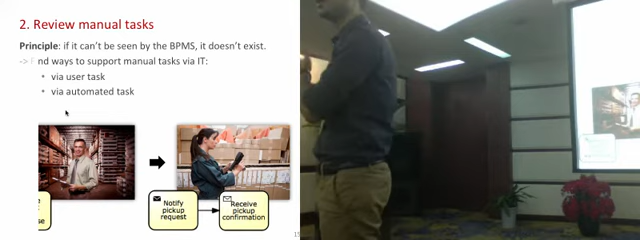 2. Review manual tasks
Principle: if it can't be seen by the BPMS, it doesn't exist.
-> F nd ways to support manual tasks via IT:
• via user task
• via automated task
se
Notify
pickup
request
Receive
pickup
confirmation